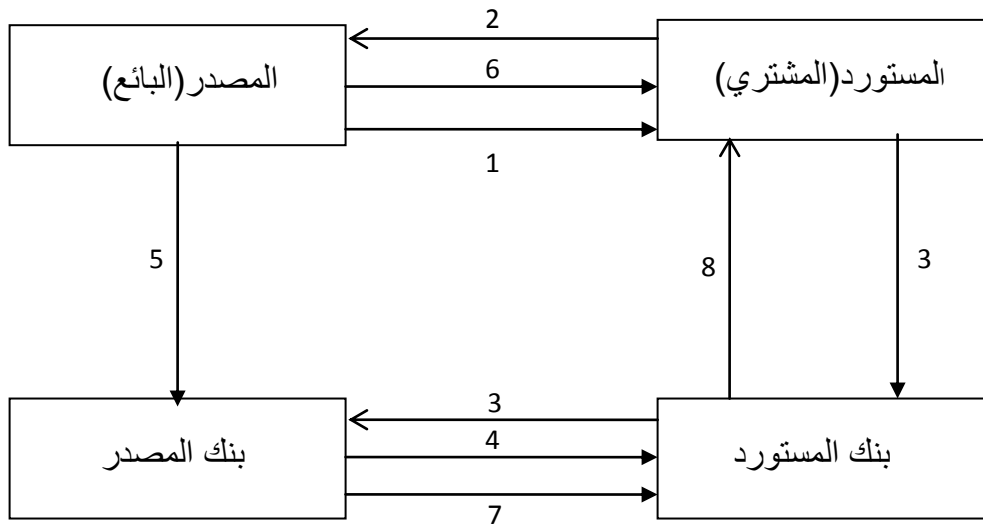 2
المصدر(البائع)
6
المستورد(المشتري)
1
5
8
3
3
بنك المصدر
4
بنك المستورد
7